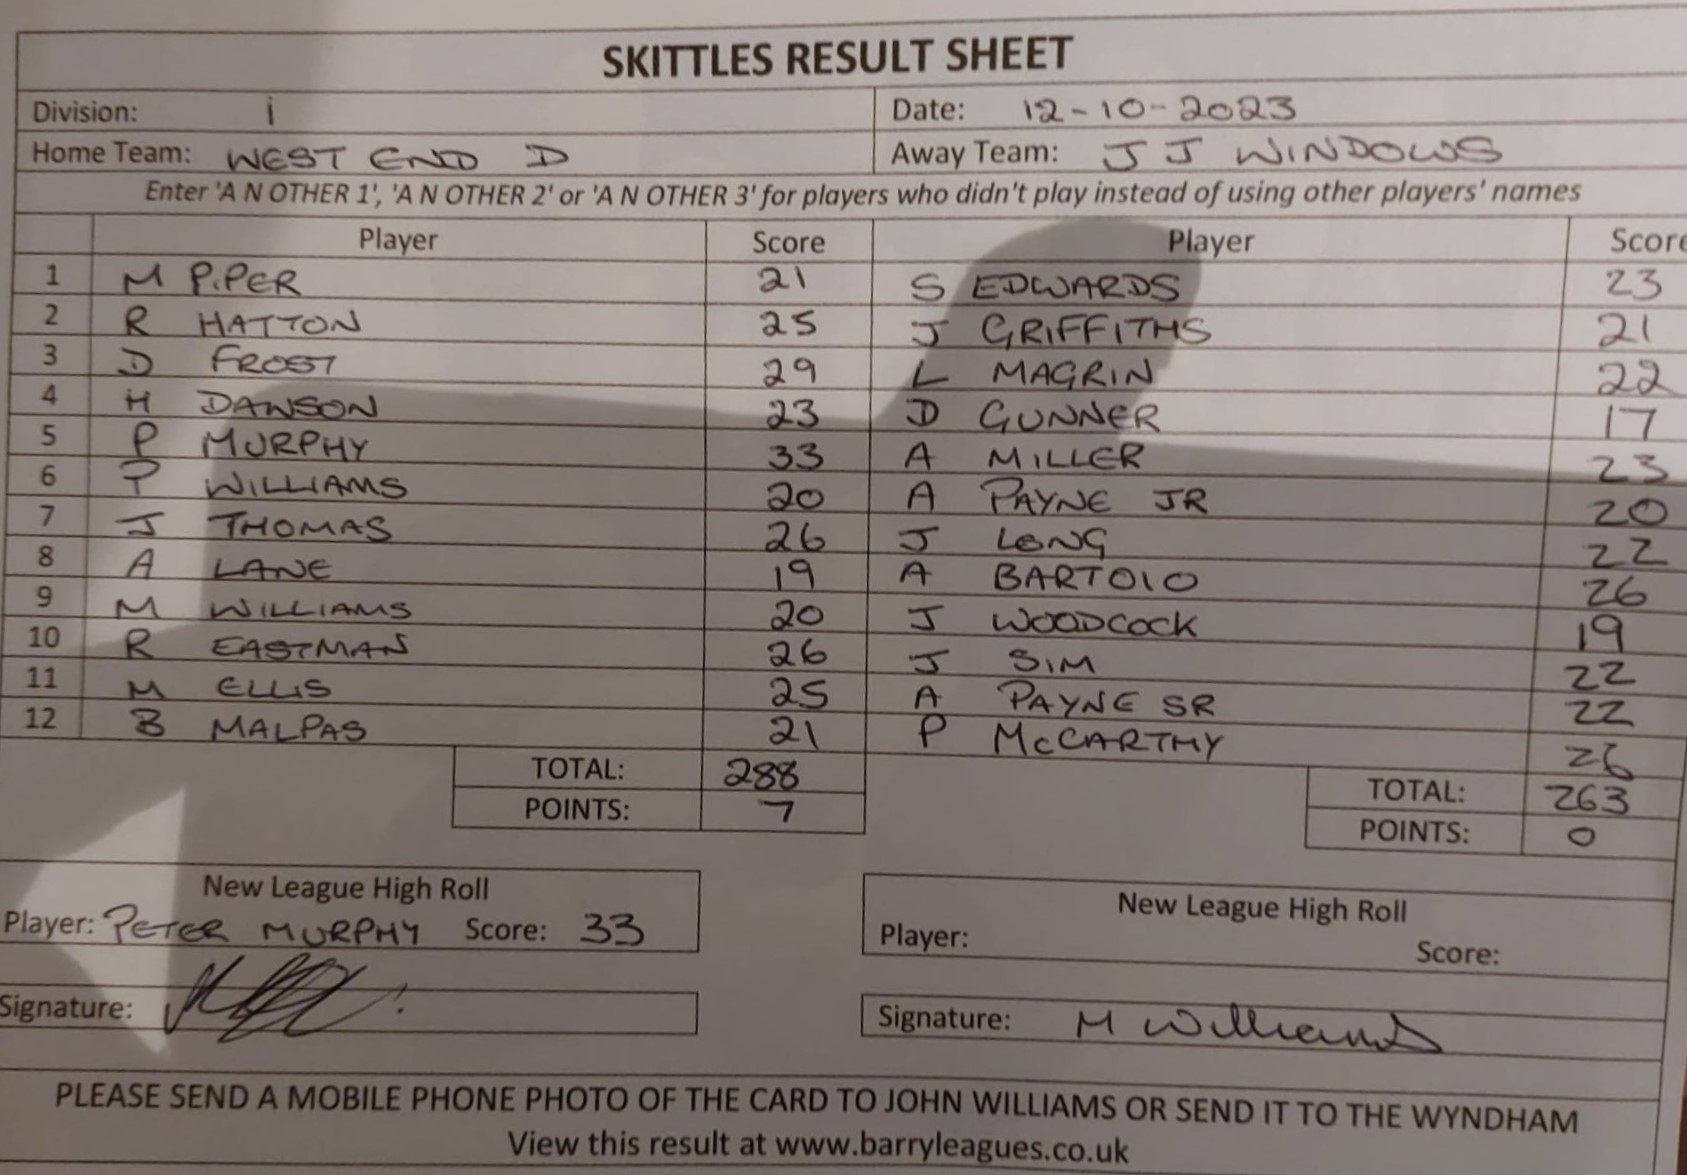 SKITTLES RESULT SHEET
Division: i Date: 12-10-2023
Home Team: WEST END D Away Team: J J WINDOWS
Enter 'A N OTHER 1', 'A N OTHER 2' or 'A N OTHER 3' for players who didn't play instead of using other players' names
Player Score Player Score
1 M PIPER 21 S EDWARDS 23
2 R HATTON 25 J GRIFFITHS 21
3 D FROST 29 L MAGRIN 22
4 H DAWSON 23 D GUNNER 17
5 P MURPHY 33 A MILLER 23
6 P WILLIAMS 20 A PAYNE JR 20
7 J THOMAS 26 J LONG 22
8 A LANE 19 A BARTOLO 26
9 M WILLIAMS 20 J WOODCOCK 19
10 R EASTMAN 26 J SIM 22
11 M ELLIS 25 A PAYNE SR 22
12 B MALPAS 21 P McCARTHY 26
TOTAL: 288 TOTAL: 263
POINTS: 7 POINTS: 0
New League High Roll New League High Roll
Player: PETER MURPHY Score: 33 Player: Score:
Signature: Signature: M Williams
PLEASE SEND A MOBILE PHONE PHOTO OF THE CARD TO JOHN WILLIAMS OR SEND IT TO THE WYNDHAM
View this result at www.barryleagues.co.uk